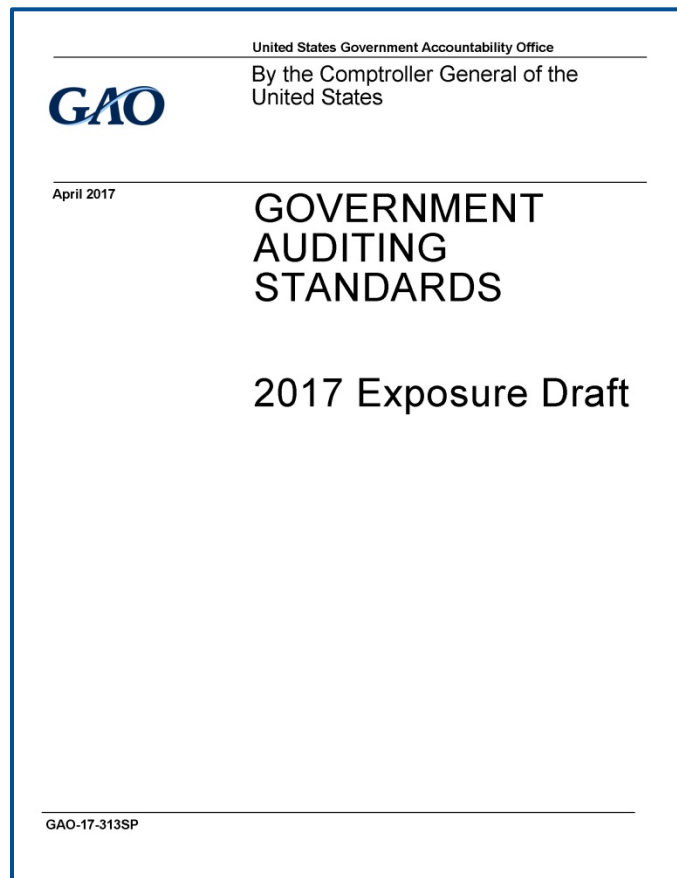 United States Government Accountability Office
By the Comptroller General of the
United States
GAO
April 2017
GOVERNMENT
AUDITING
STANDARDS
2017 Exposure Draft
GAO-17-313SP